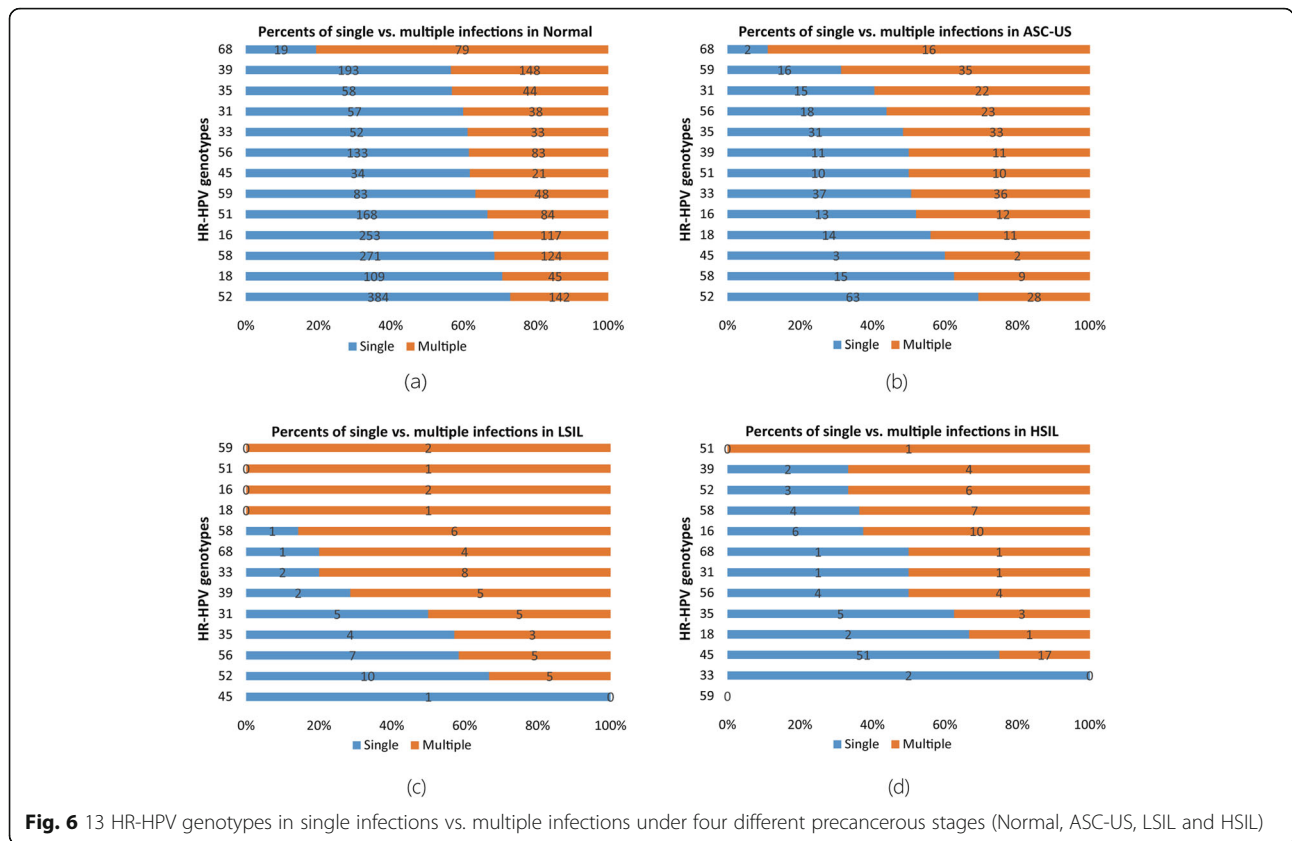 Percents of single vs. multiple infections in Normal
HR-HPV genotypes
68 19 79
39 193 148
35 58 44
31 57 38
33 52 33
56 133 83
45 34 21
59 83 48
51 168 84
16 253 117
58 271 124
18 109 45
52 384 142
0% 20% 40% 60% 80% 100%
Single Multiple
(a)
Percents of single vs. multiple infections in ASC-US
HR-HPV genotypes
68 2 16
59 16 35
31 15 22
56 18 23
35 31 33
39 11 11
51 10 10
33 37 36
16 13 12
18 14 11
45 3 2
58 15 9
52 63 28
0% 20% 40% 60% 80% 100%
Single Multiple
(b)
Percents of single vs. multiple infections in LSIL
HR-HPV genotypes
59 0 2
51 0 1
16 0 2
18 0 1
58 1 6
68 1 4
33 2 8
39 2 5
31 5 5
35 4 3
56 7 5
52 10 5
45 1 0
0% 20% 40% 60% 80% 100%
Single Multiple
(c)
Percents of single vs. multiple infections in HSIL
HR-HPV genotypes
51 0 1
39 2 4
52 3 6
58 4 7
16 6 10
68 1 1
31 1 1
56 4 4
35 5 3
18 2 1
45 51 17
33 2 0
59 0
0% 20% 40% 60% 80% 100%
Single Multiple
(d)
Fig. 6 13 HR-HPV genotypes in single infections vs. multiple infections under four different precancerous stages (Normal, ASC-US, LSIL and HSIL)